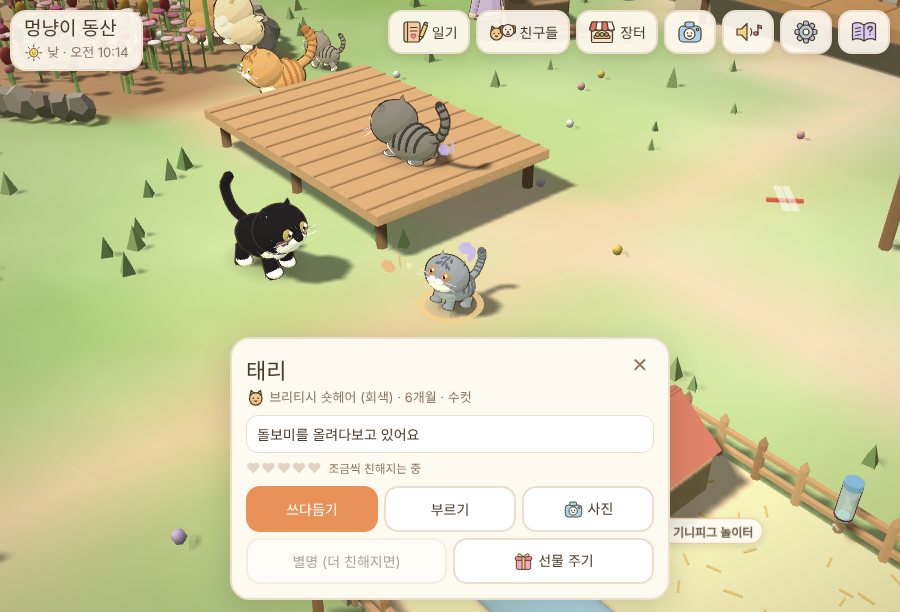 멍냥이 동산
낮 · 오전 10:14
일기
친구들
장터
태리
브리티시 숏헤어 (회색) · 6개월 · 수컷
돌보미를 올려다보고 있어요
조금씩 친해지는 중
쓰다듬기
부르기
사진
별명 (더 친해지면)
선물 주기
기니피그 놀이터